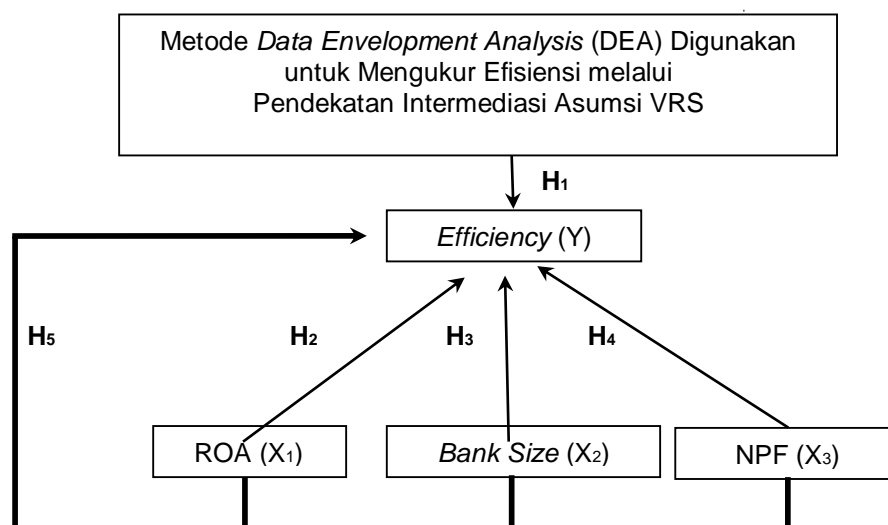 Metode Data Envelopment Analysis (DEA) Digunakan
untuk Mengukur Efisiensi melalui
Pendekatan Intermediasi Asumsi VRS
H1
Efficiency (Y)
H5
H2
H3
H4
ROA (X1)
Bank Size (X2)
NPF (X3)